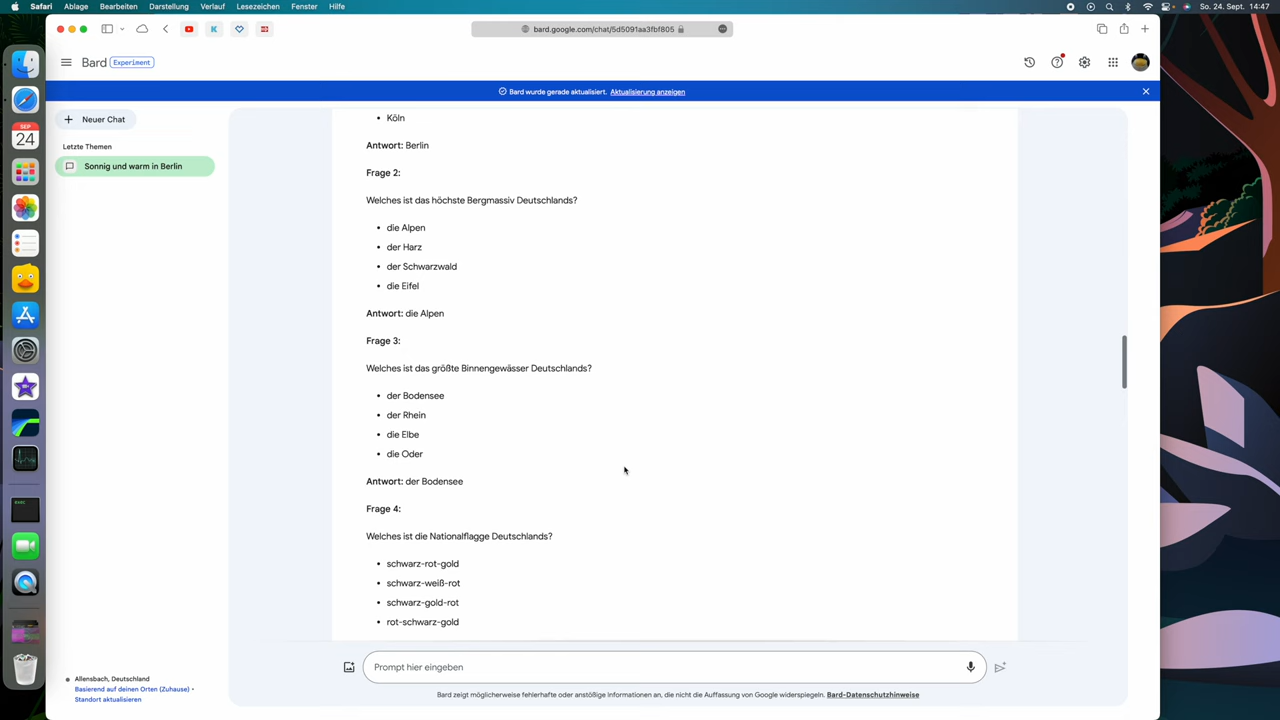 Safari Ablage Bearbeiten Darstellung Verlauf Lesezeichen Fenster Hilfe So. 24. Sept. 14:47
bard.google.com/chat/5d5091aa3fbf805
Bard Experiment
Bard wurde gerade aktualisiert. Aktualisierung anzeigen
Neuer Chat
Letzte Themen
Sonnig und warm in Berlin
SEP
24
• Köln
Antwort: Berlin
Frage 2:
Welches ist das höchste Bergmassiv Deutschlands?
• die Alpen
• der Harz
• der Schwarzwald
• die Eifel
Antwort: die Alpen
Frage 3:
Welches ist das größte Binnengewässer Deutschlands?
• der Bodensee
• der Rhein
• die Elbe
• die Oder
Antwort: der Bodensee
Frage 4:
Welches ist die Nationalflagge Deutschlands?
• schwarz-rot-gold
• schwarz-weiß-rot
• schwarz-gold-rot
• rot-schwarz-gold
Prompt hier eingeben
Bard zeigt möglicherweise fehlerhafte oder anstößige Informationen an, die nicht die Auffassung von Google widerspiegeln. Bard-Datenschutzhinweise
Allensbach, Deutschland
Basierend auf deinen Orten (Zuhause) •
Standort aktualisieren